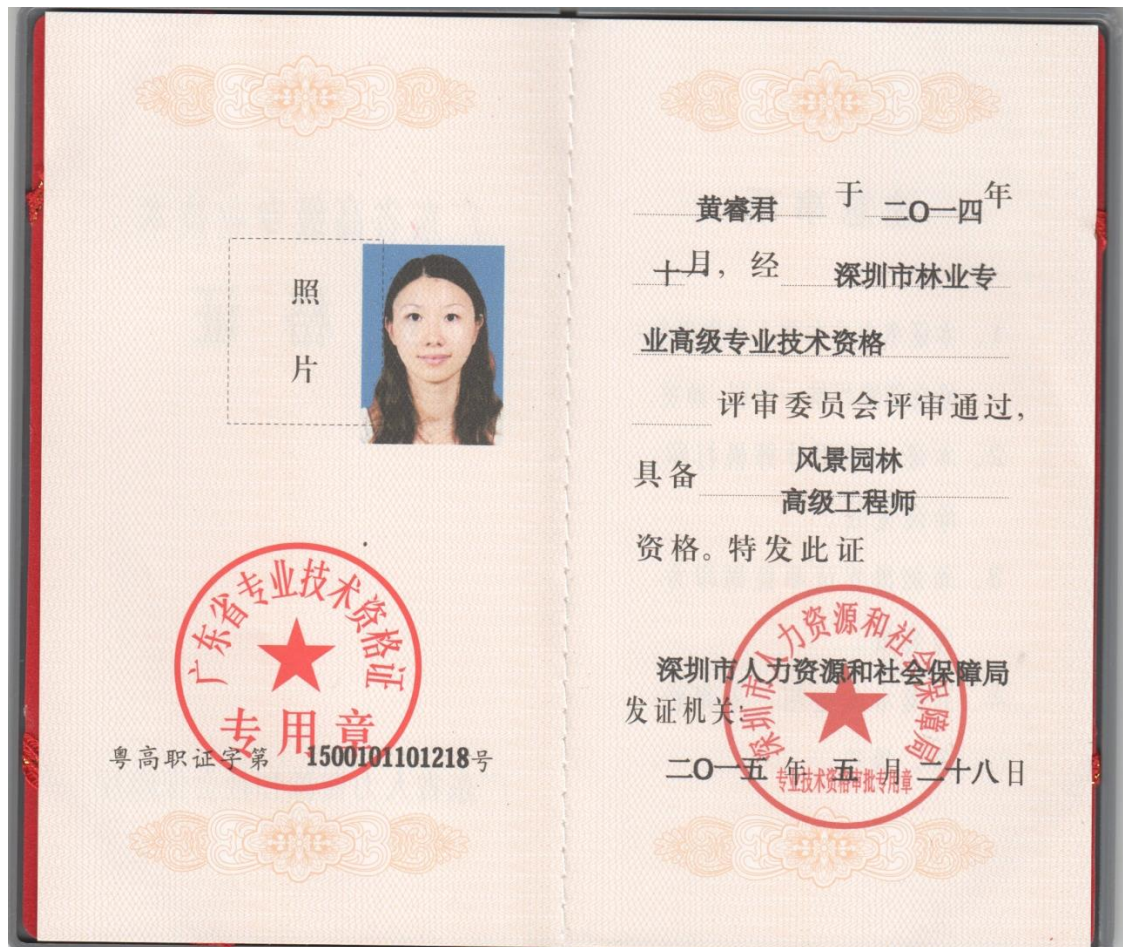 照
片
广东省专业技术资格证
专用章
粤高职证字第 1500101101218号
黄睿君 于 二O一四年
十一月，经 深圳市林业专
业高级专业技术资格
评审委员会评审通过，
具备 风景园林
高级工程师
资格。特发此证
深圳市人力资源和社会保障局
发证机关：
深圳市人力资源和社会保障局
专业技术资格审批专用章
二O一五 年 五 月 二十八日